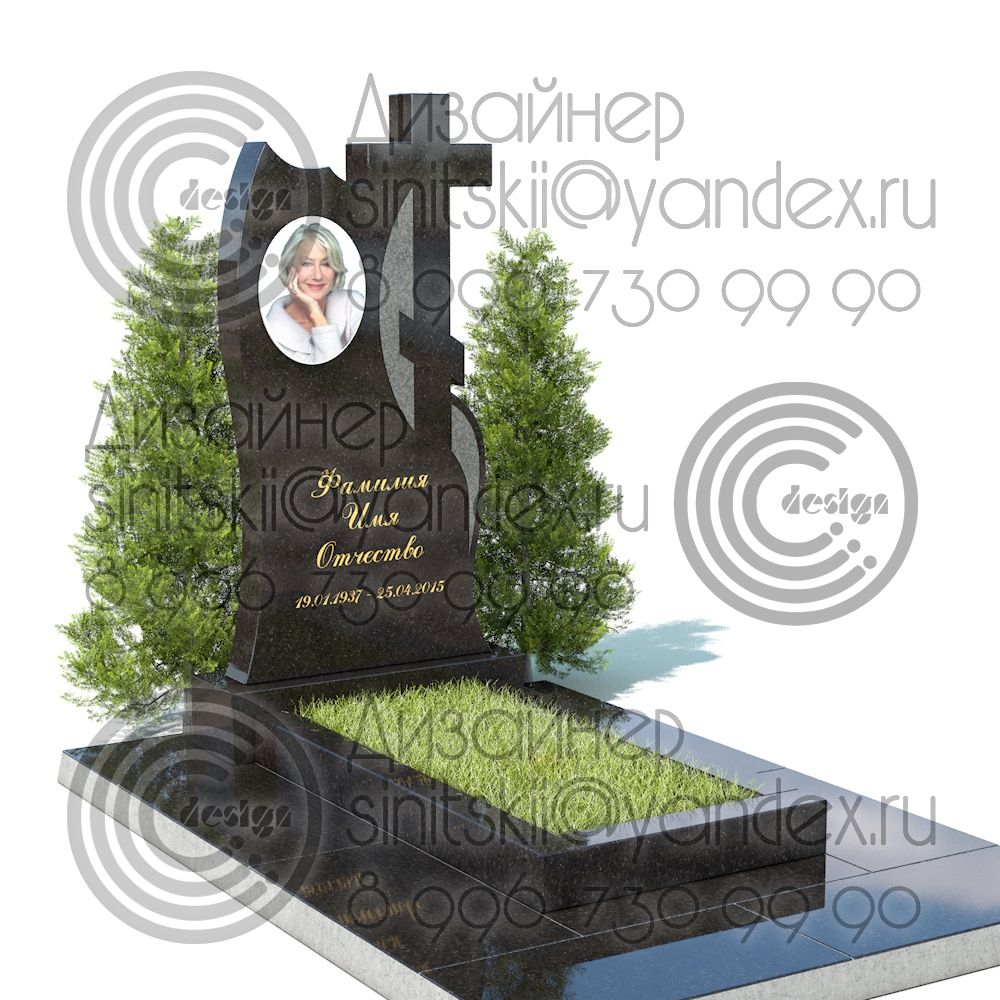 Дизайнер
sinitskii@yandex.ru
8 996 730 99 90
design
Дизайнер
sinitskii@yandex.ru
8 996 730 99 90
design
Фамилия
Имя
Отчество
19.01.1937 - 25.04.2015
Дизайнер
sinitskii@yandex.ru
8 996 730 99 90
design